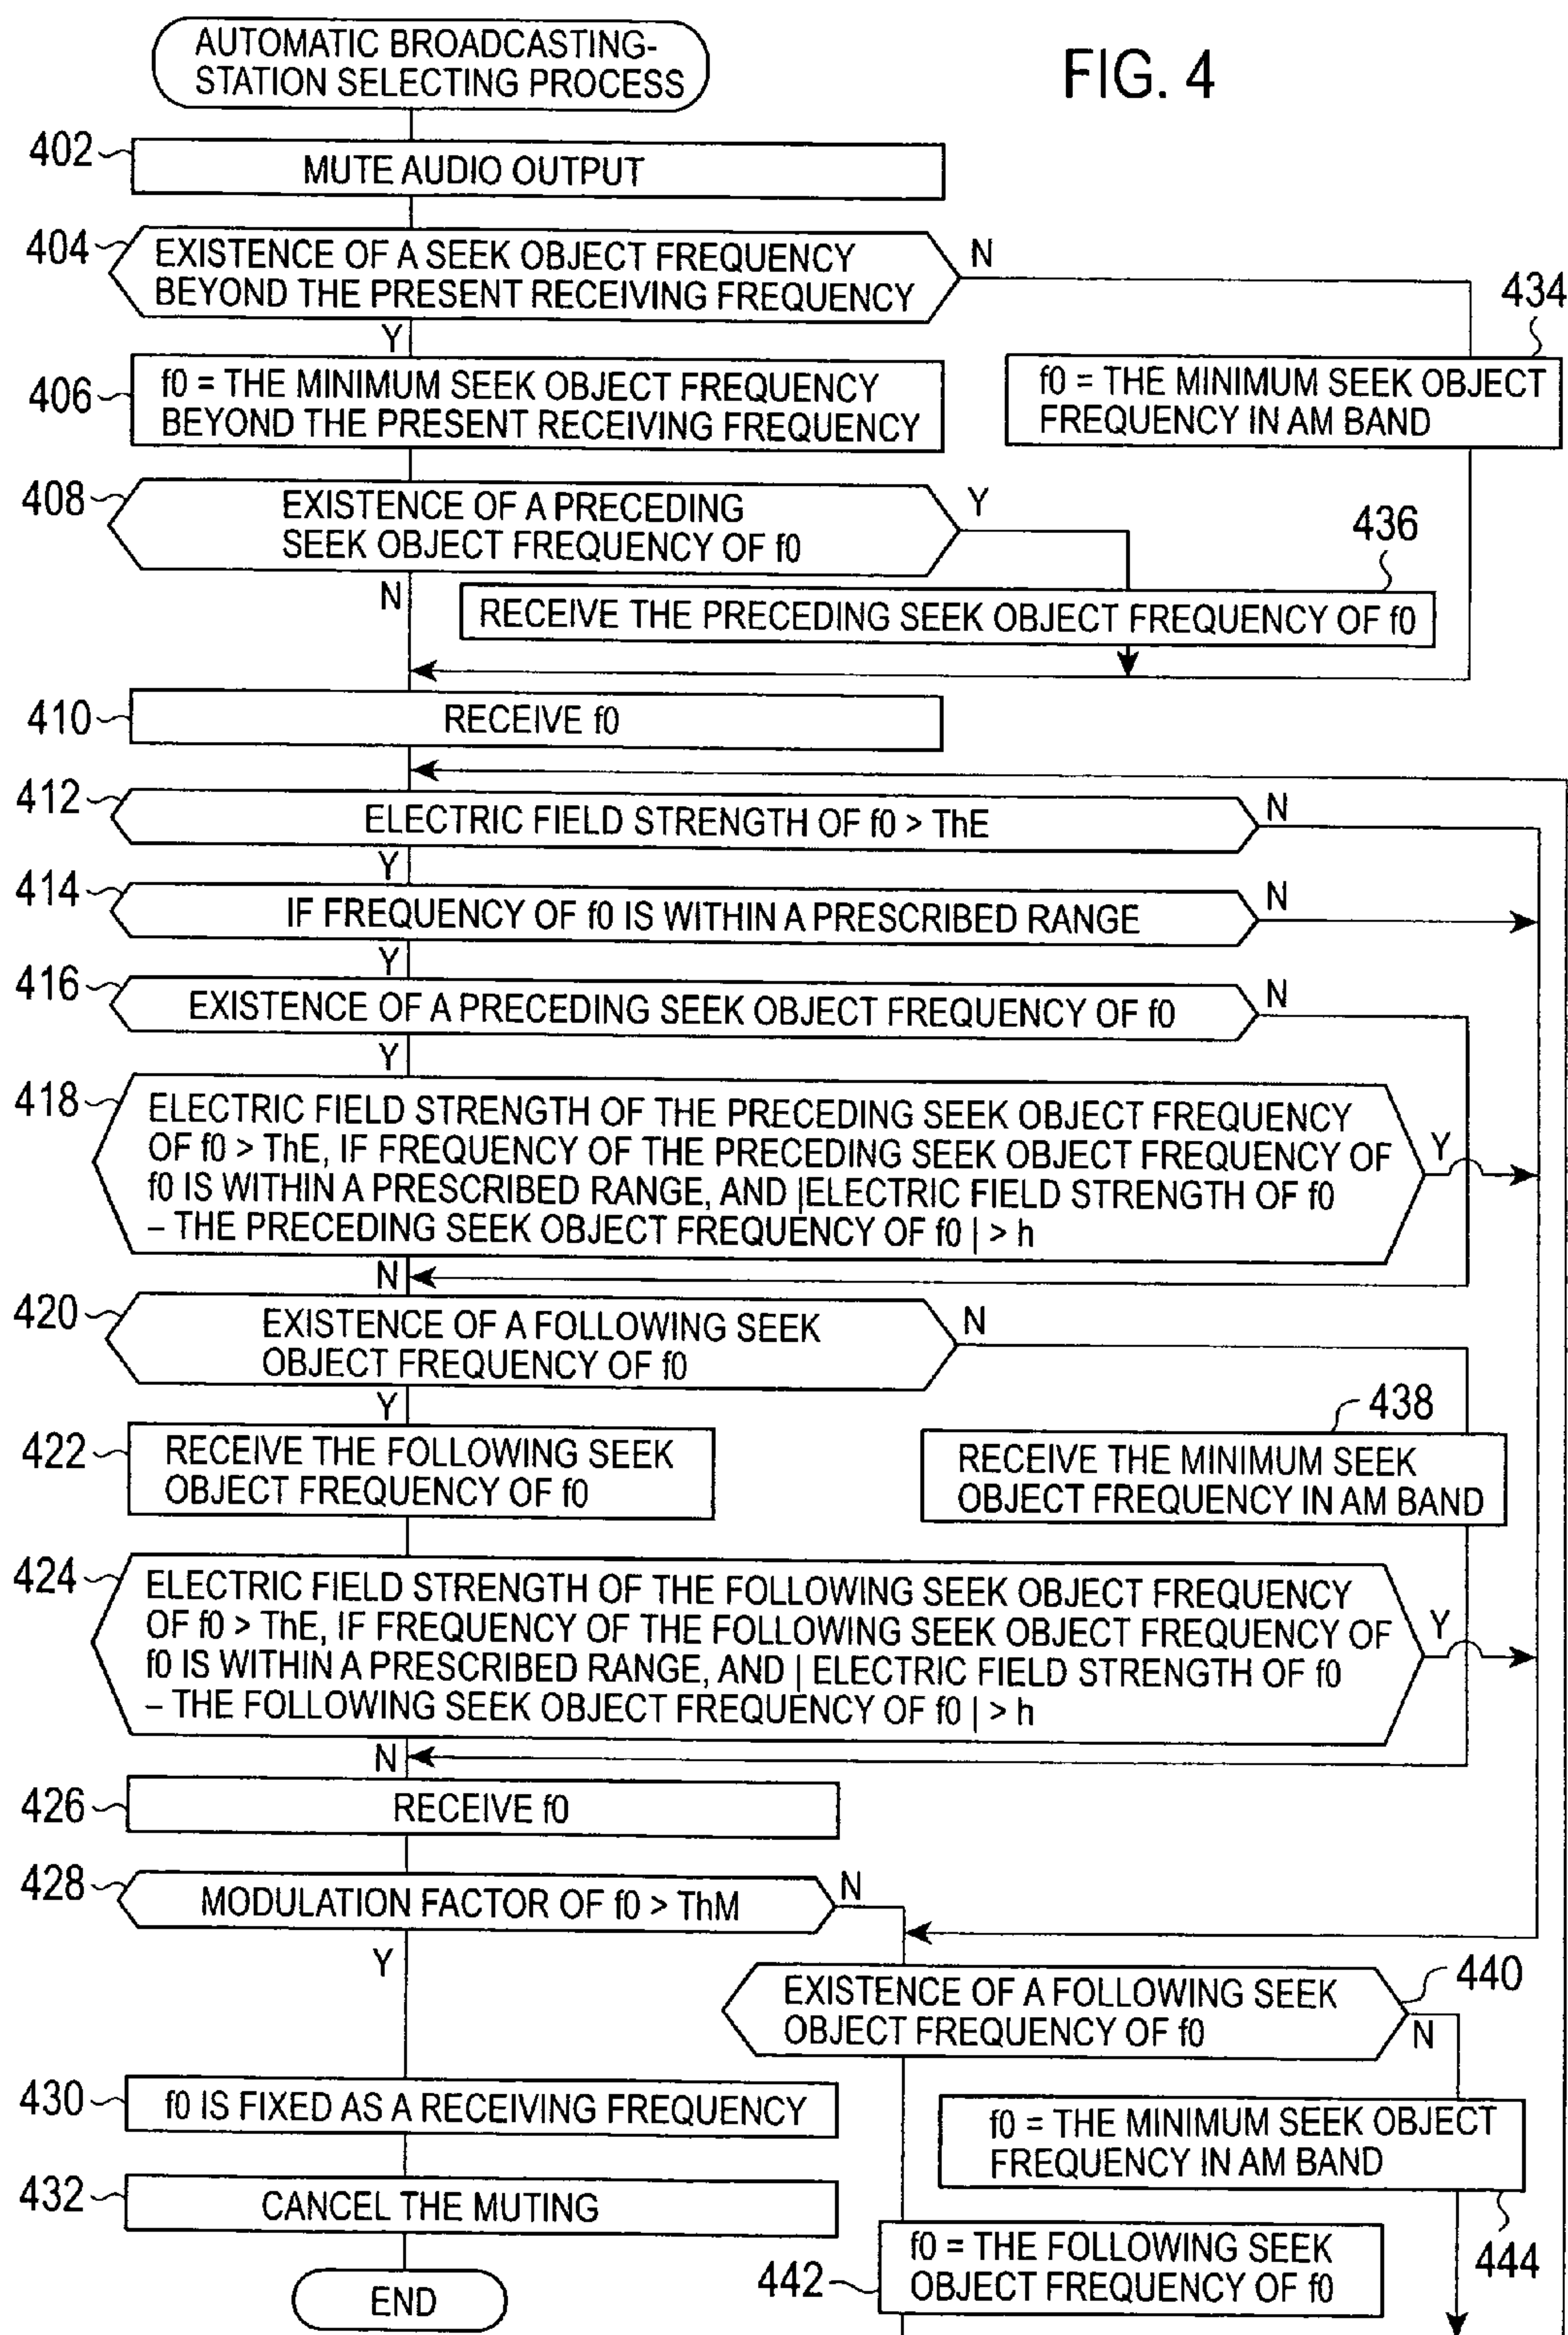 AUTOMATIC BROADCASTING-
STATION SELECTING PROCESS
FIG. 4
402
MUTE AUDIO OUTPUT
404
EXISTENCE OF A SEEK OBJECT FREQUENCY
BEYOND THE PRESENT RECEIVING FREQUENCY
N
Y
434
406
f0 = THE MINIMUM SEEK OBJECT FREQUENCY
BEYOND THE PRESENT RECEIVING FREQUENCY
f0 = THE MINIMUM SEEK OBJECT
FREQUENCY IN AM BAND
408
EXISTENCE OF A PRECEDING
SEEK OBJECT FREQUENCY OF f0
Y
436
N
RECEIVE THE PRECEDING SEEK OBJECT FREQUENCY OF f0
410
RECEIVE f0
412
ELECTRIC FIELD STRENGTH OF f0 > ThE
N
Y
414
IF FREQUENCY OF f0 IS WITHIN A PRESCRIBED RANGE
N
Y
416
EXISTENCE OF A PRECEDING SEEK OBJECT FREQUENCY OF f0
N
Y
418
ELECTRIC FIELD STRENGTH OF THE PRECEDING SEEK OBJECT FREQUENCY
OF f0 > ThE, IF FREQUENCY OF THE PRECEDING SEEK OBJECT FREQUENCY OF
f0 IS WITHIN A PRESCRIBED RANGE, AND |ELECTRIC FIELD STRENGTH OF f0
– THE PRECEDING SEEK OBJECT FREQUENCY OF f0 | > h
Y
N
420
EXISTENCE OF A FOLLOWING SEEK
OBJECT FREQUENCY OF f0
N
Y
438
422
RECEIVE THE FOLLOWING SEEK
OBJECT FREQUENCY OF f0
RECEIVE THE MINIMUM SEEK
OBJECT FREQUENCY IN AM BAND
424
ELECTRIC FIELD STRENGTH OF THE FOLLOWING SEEK OBJECT FREQUENCY
OF f0 > ThE, IF FREQUENCY OF THE FOLLOWING SEEK OBJECT FREQUENCY OF
f0 IS WITHIN A PRESCRIBED RANGE, AND | ELECTRIC FIELD STRENGTH OF f0
– THE FOLLOWING SEEK OBJECT FREQUENCY OF f0 | > h
Y
N
426
RECEIVE f0
428
MODULATION FACTOR OF f0 > ThM
N
Y
EXISTENCE OF A FOLLOWING SEEK
OBJECT FREQUENCY OF f0
440
N
430
f0 IS FIXED AS A RECEIVING FREQUENCY
f0 = THE MINIMUM SEEK OBJECT
FREQUENCY IN AM BAND
444
432
CANCEL THE MUTING
442
f0 = THE FOLLOWING SEEK
OBJECT FREQUENCY OF f0
END